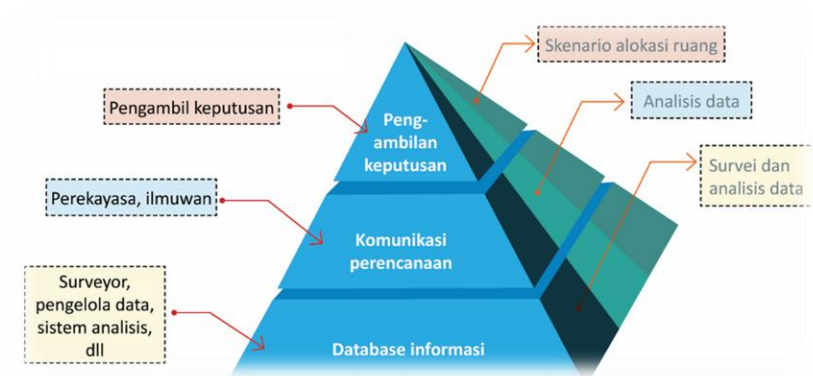 Skenario alokasi ruang
Pengambil keputusan
Peng-
ambilan
keputusan
Analisis data
Survei dan
analisis data
Perekayasa, ilmuwan
Komunikasi
perencanaan
Surveyor,
pengelola data,
sistem analisis,
dll
Database informasi